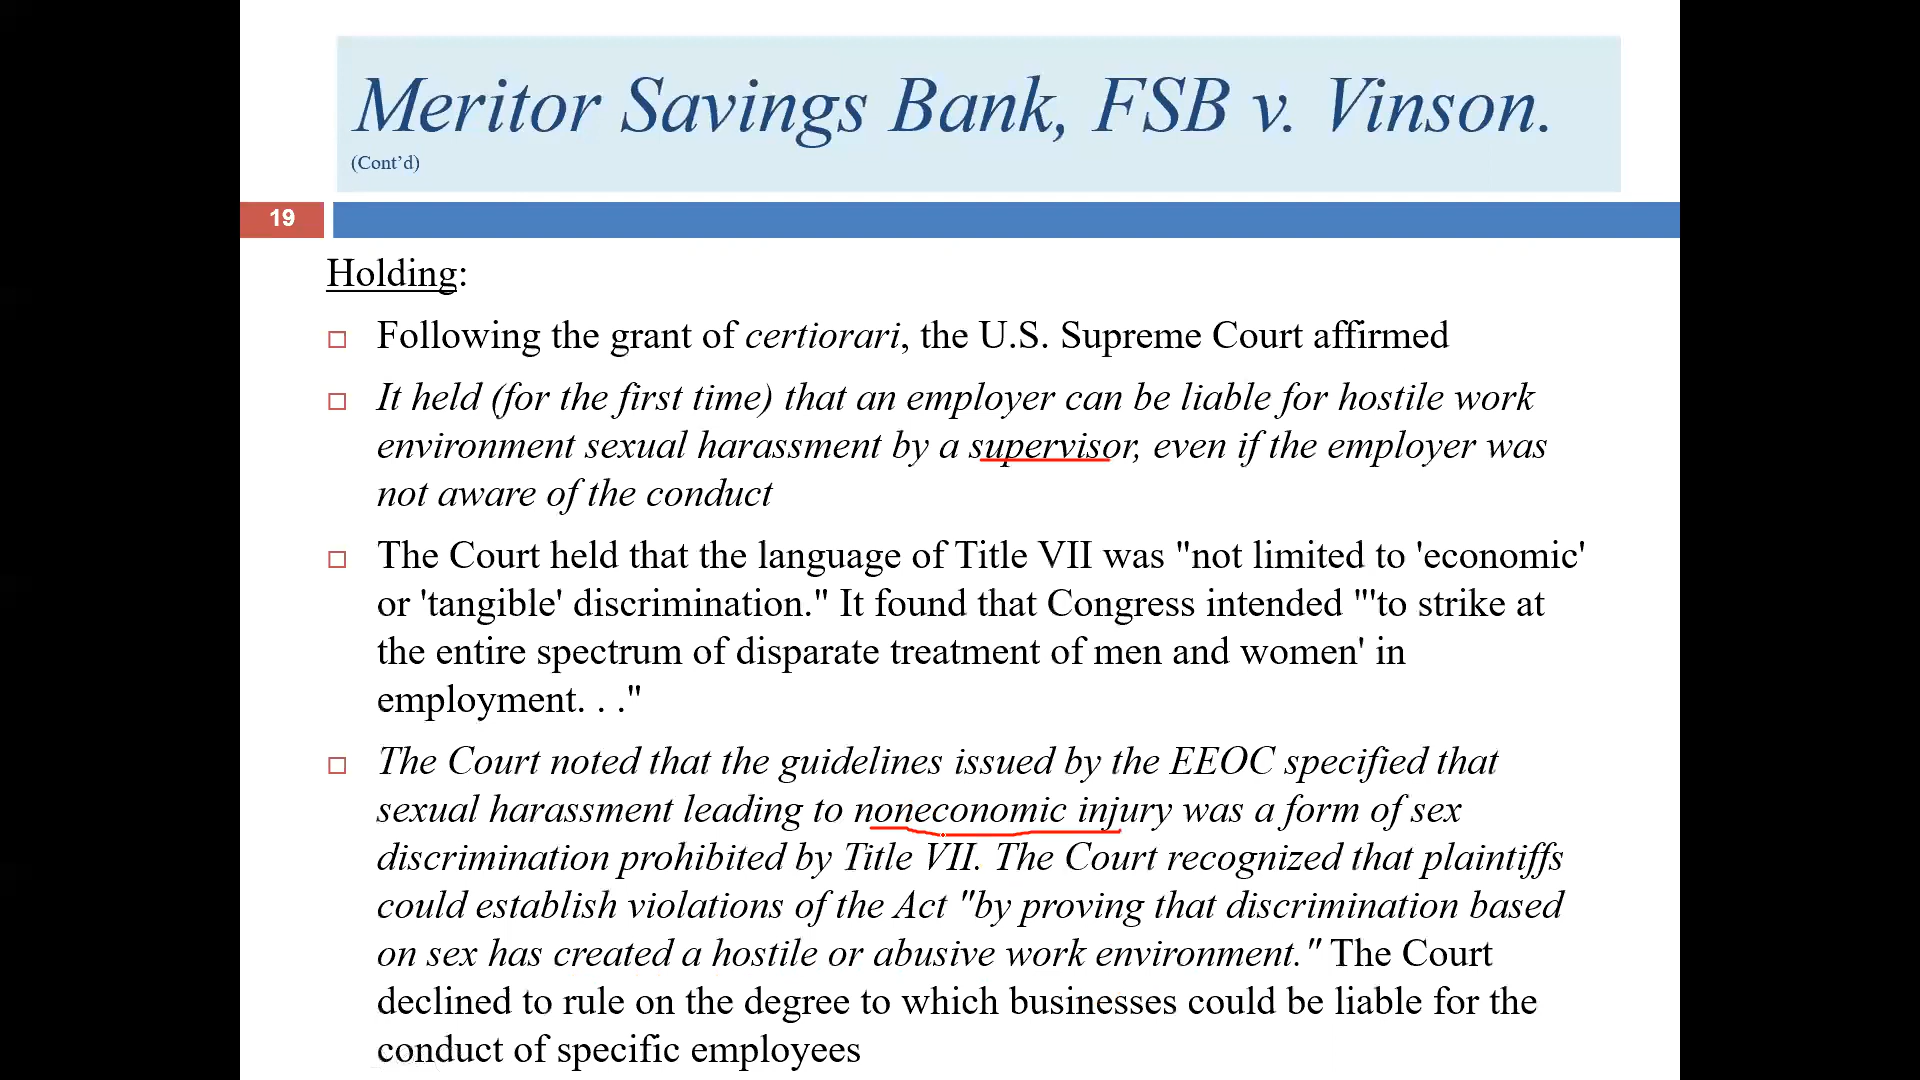 Meritor Savings Bank, FSB v. Vinson.
(Cont’d)
19
Holding:
Following the grant of certiorari, the U.S. Supreme Court affirmed
It held (for the first time) that an employer can be liable for hostile work
environment sexual harassment by a supervisor, even if the employer was
not aware of the conduct
The Court held that the language of Title VII was "not limited to 'economic'
or 'tangible' discrimination." It found that Congress intended "'to strike at
the entire spectrum of disparate treatment of men and women' in
employment. . ."
The Court noted that the guidelines issued by the EEOC specified that
sexual harassment leading to noneconomic injury was a form of sex
discrimination prohibited by Title VII. The Court recognized that plaintiffs
could establish violations of the Act "by proving that discrimination based
on sex has created a hostile or abusive work environment." The Court
declined to rule on the degree to which businesses could be liable for the
conduct of specific employees